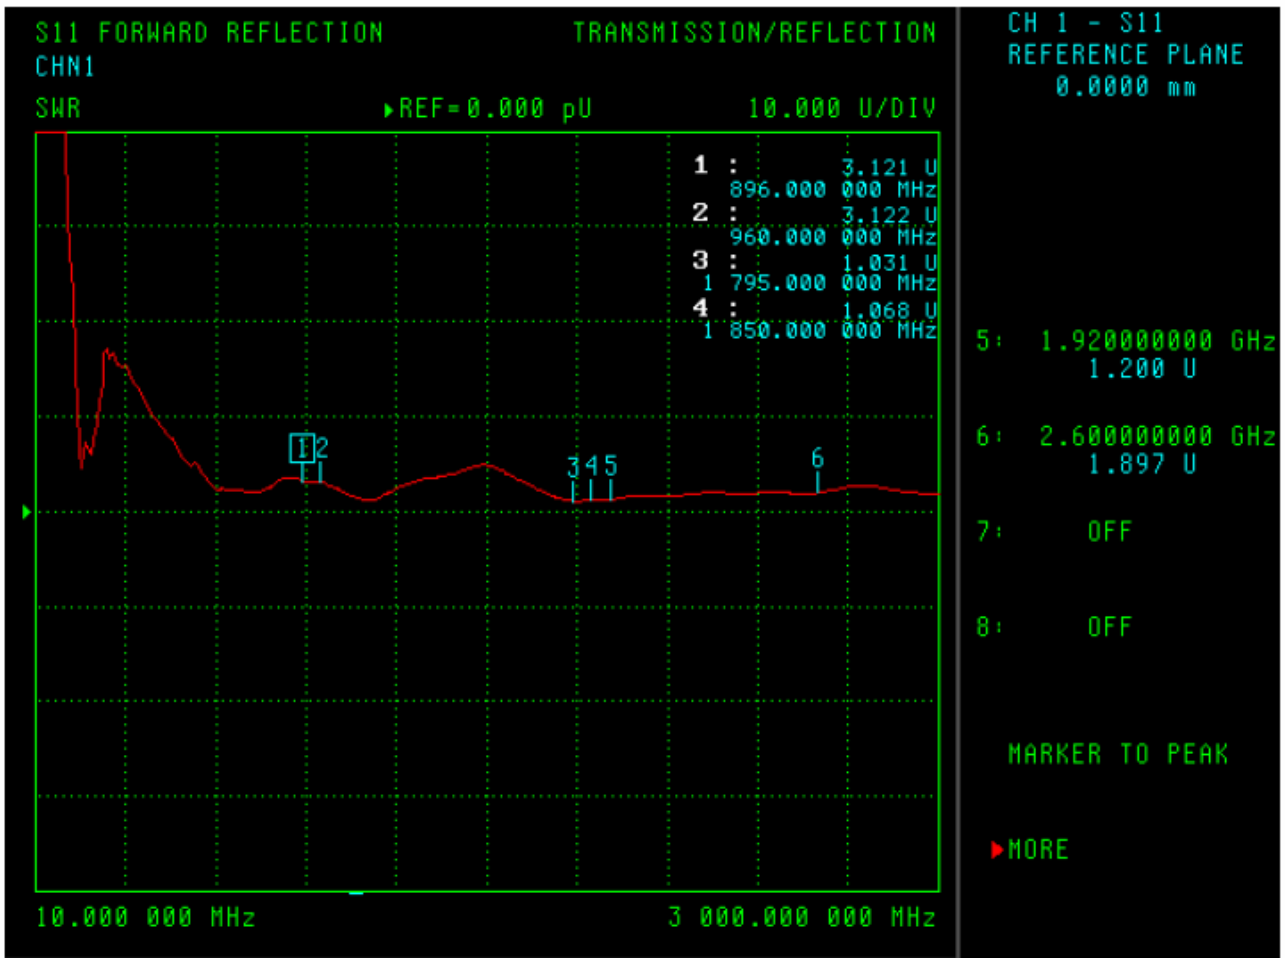 S11 FORWARD REFLECTION TRANSMISSION/REFLECTION
CHN1
SWR ▶REF=0.000 pU 10.000 U/DIV
1 : 3.121 U
896.000 000 MHz
2 : 3.122 U
960.000 000 MHz
3 : 1.031 U
1 795.000 000 MHz
4 : 1.068 U
1 850.000 000 MHz
1 2
3 4 5
6
10.000 000 MHz 3 000.000 000 MHz
CH 1 - S11
REFERENCE PLANE
0.0000 mm
5: 1.920000000 GHz
1.200 U
6: 2.600000000 GHz
1.897 U
7: OFF
8: OFF
MARKER TO PEAK
▶MORE